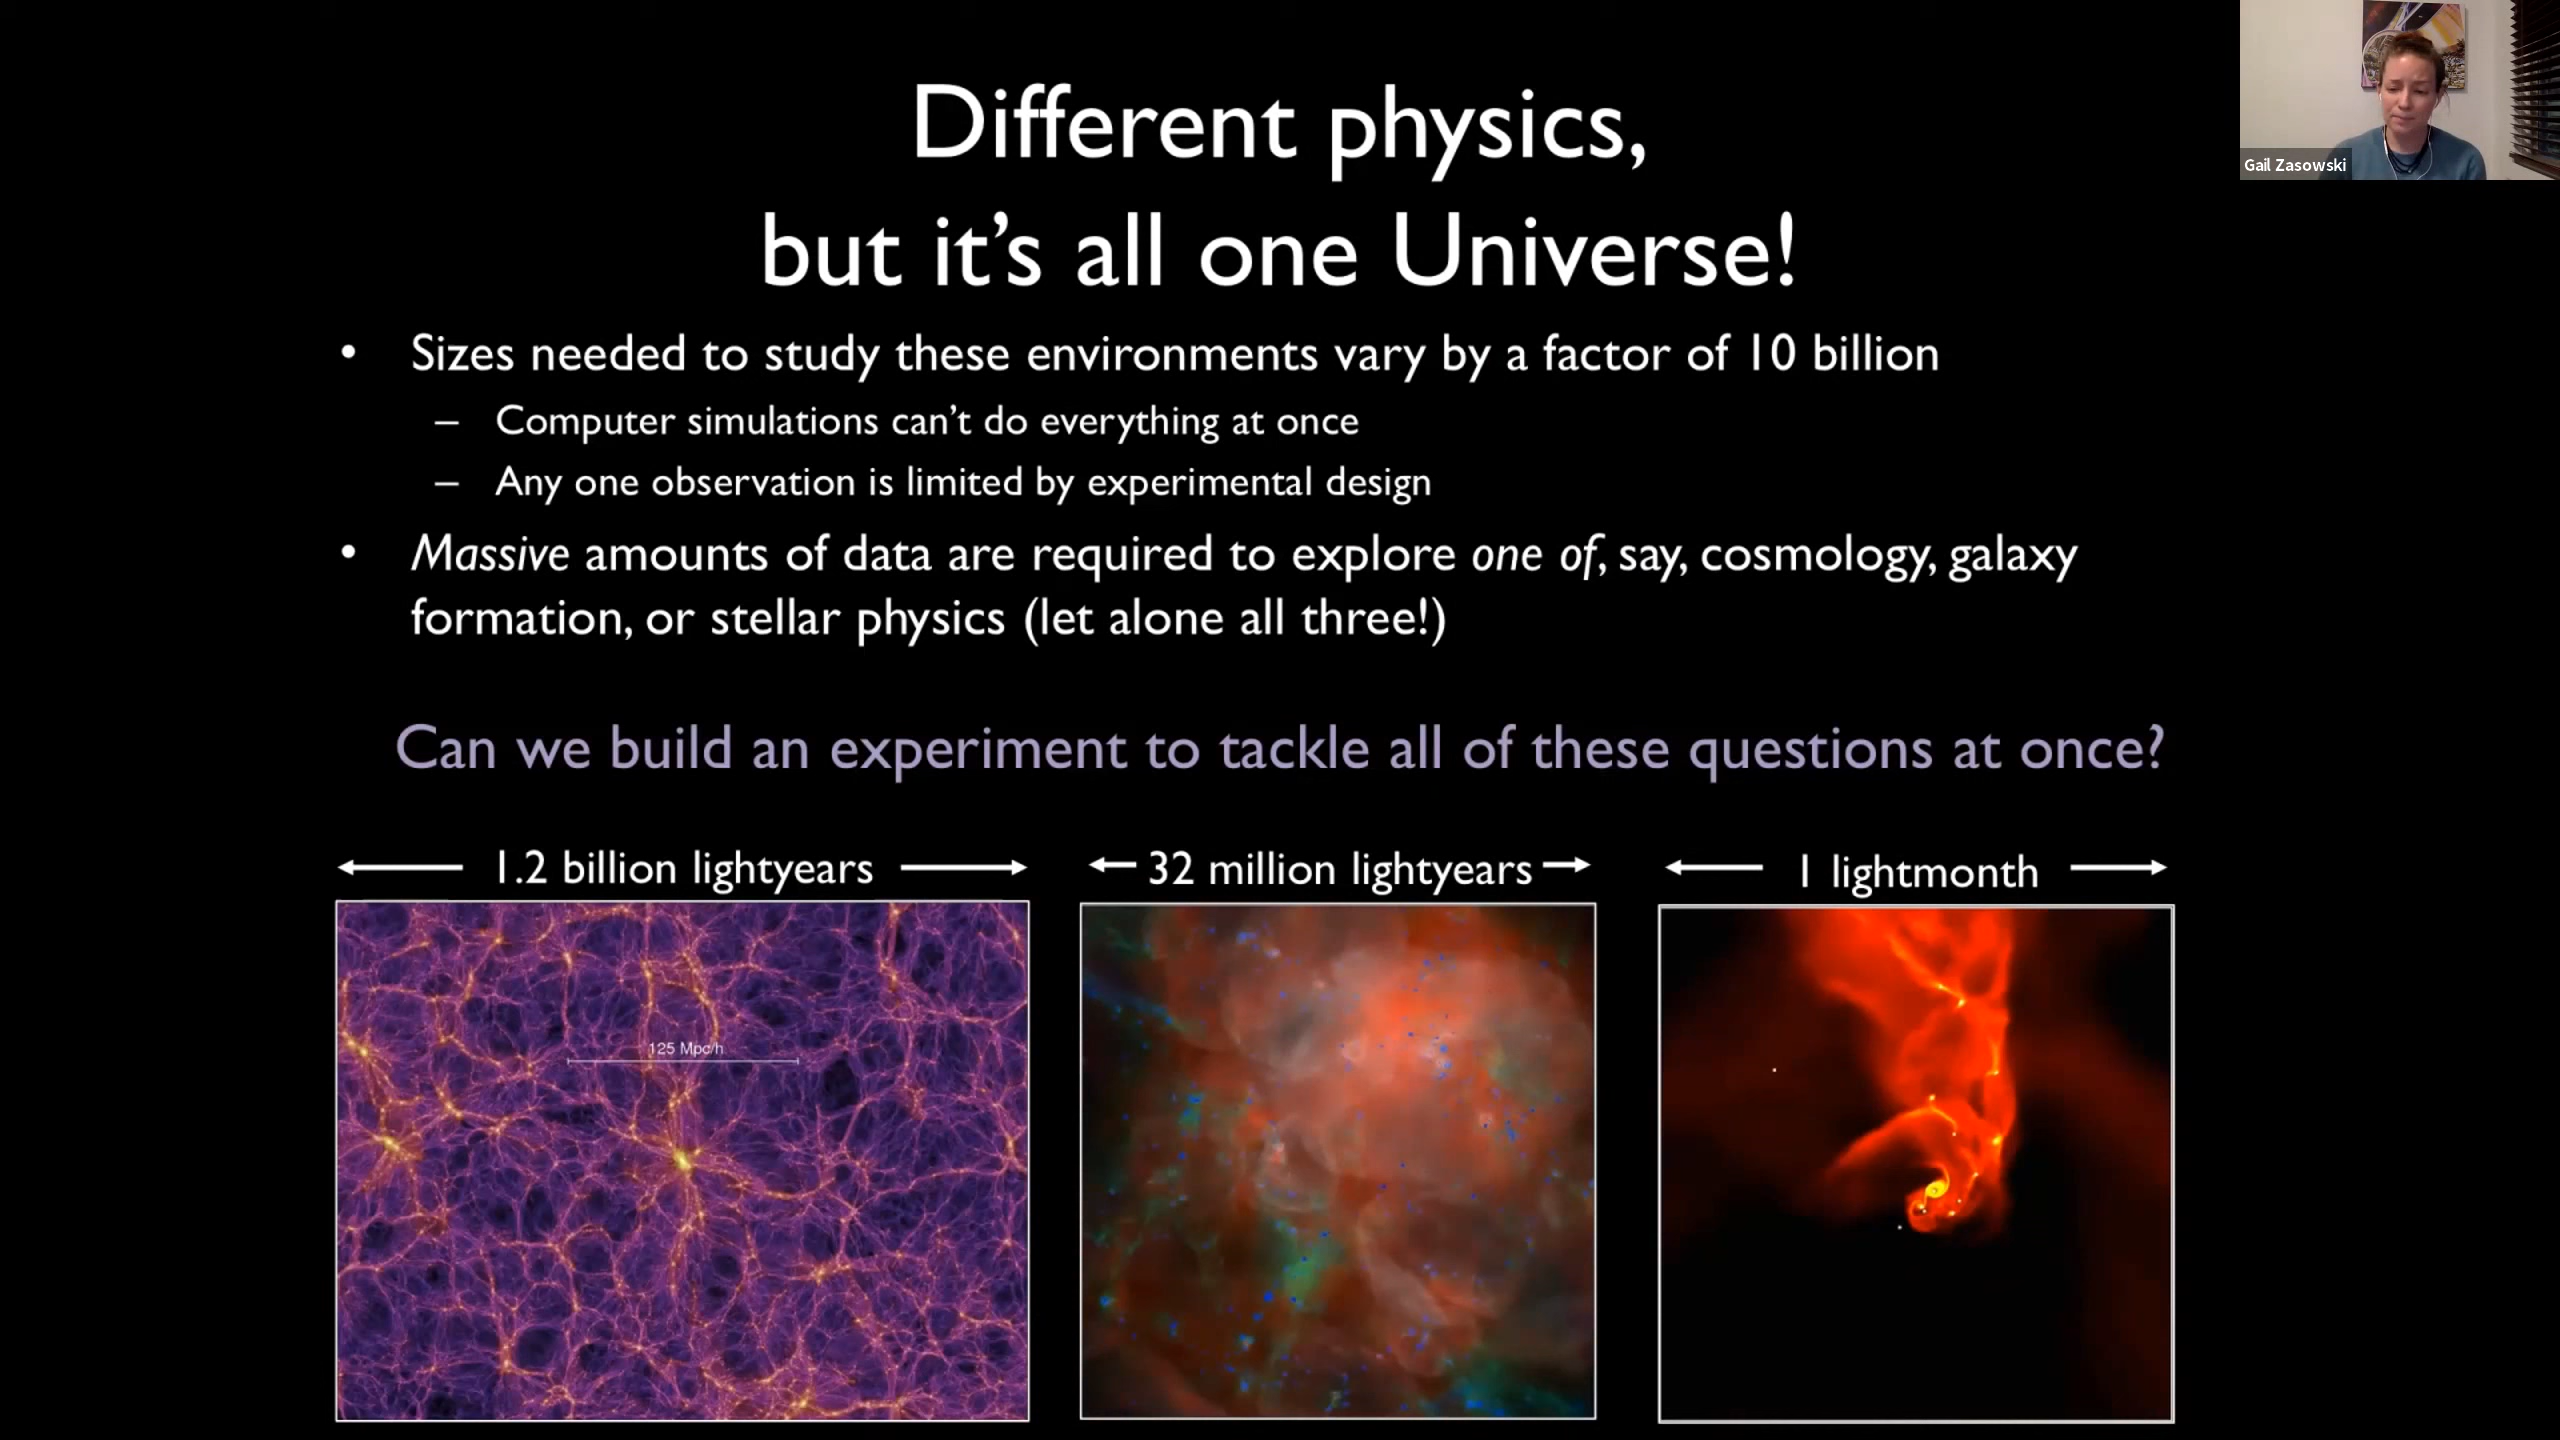 Different physics,
but it’s all one Universe!
• Sizes needed to study these environments vary by a factor of 10 billion
– Computer simulations can’t do everything at once
– Any one observation is limited by experimental design
• Massive amounts of data are required to explore one of, say, cosmology, galaxy
formation, or stellar physics (let alone all three!)
Can we build an experiment to tackle all of these questions at once?
1.2 billion lightyears
32 million lightyears
1 lightmonth
125 Mpc/h
Gail Zasowski